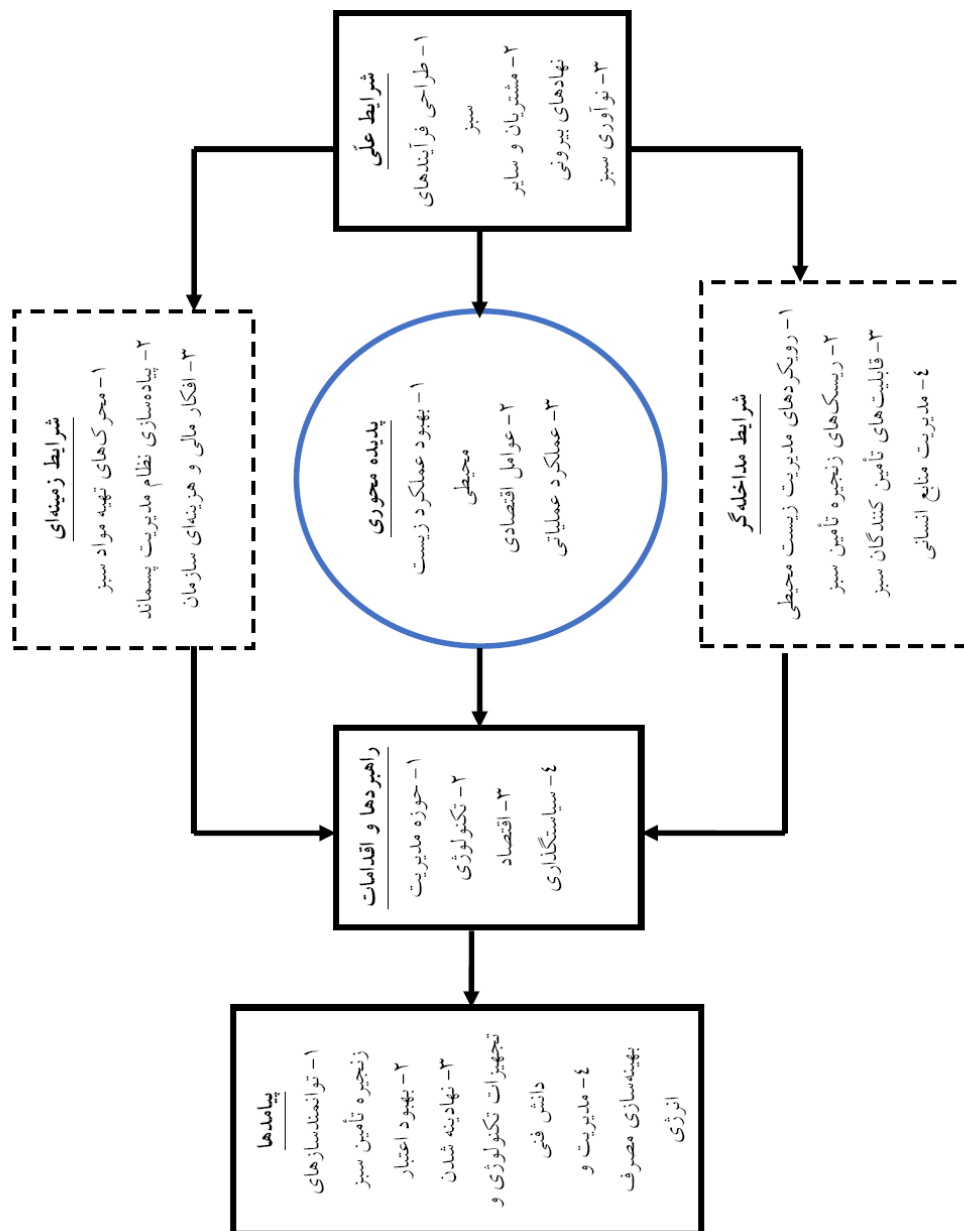 شرایط علّی
۱- طراحی فرآیندهای
سبز
۲- مشتریان و سایر
نهادهای بیرونی
۳- نوآوری سبز
شرایط زمینه‌ای
۱- محرک‌های تهیه مواد سبز
۲- پیاده‌سازی نظام مدیریت پسماند
۳- افکار مالی و هزینه‌ای سازمان
پدیده محوری
۱- بهبود عملکرد زیست
محیطی
۲- عوامل اقتصادی
۳- عملکرد عملیاتی
شرایط مداخله‌گر
۱- رویکردهای مدیریت زیست محیطی
۲- ریسک‌های زنجیره تأمین سبز
۳- قابلیت‌های تأمین کنندگان سبز
٤- مدیریت منابع انسانی
راهبردها و اقدامات
۱- حوزه مدیریت
۲- تکنولوژی
۳- اقتصاد
٤- سیاستگذاری
پیامدها
۱- توانمندسازهای
زنجیره تأمین سبز
۲- بهبود اعتبار
۳- نهادینه شدن
تجهیزات تکنولوژی و
دانش فنی
٤- مدیریت و
بهینه‌سازی مصرف
انرژی